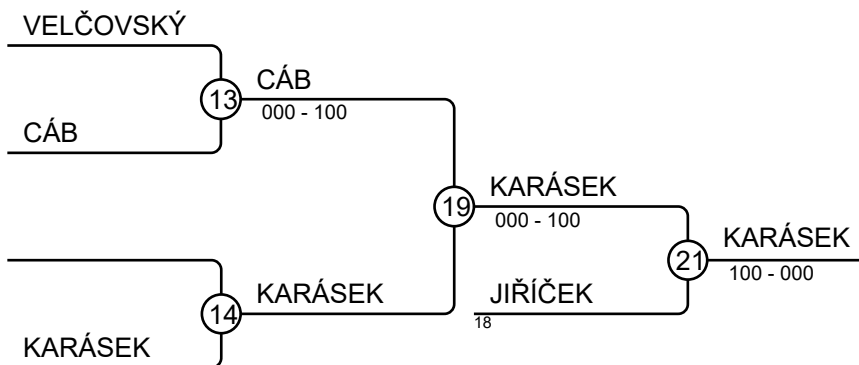 VELČOVSKÝ
13
CÁB
000 - 100
CÁB
19
KARÁSEK
000 - 100
21
KARÁSEK
100 - 000
14
KARÁSEK
JIŘÍČEK
18
KARÁSEK